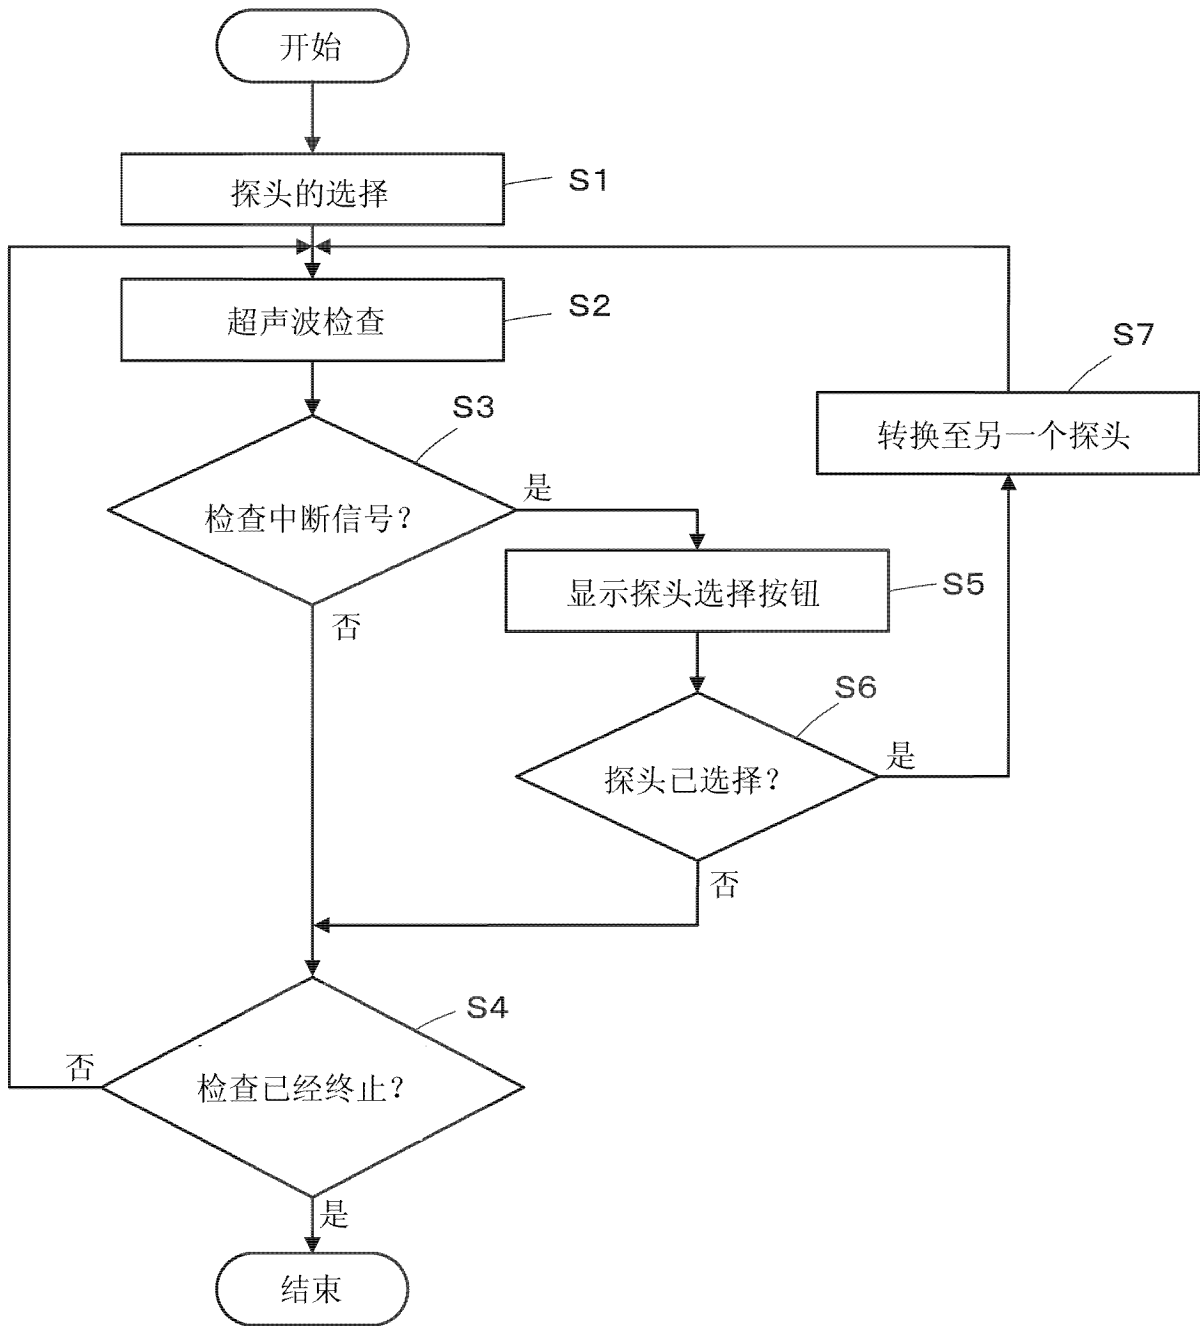 开始
探头的选择
S1
超声波检查
S2
S7
转换至另一个探头
S3
检查中断信号?
是
否
显示探头选择按钮
S5
S6
探头已选择?
是
否
S4
检查已经终止?
否
是
结束